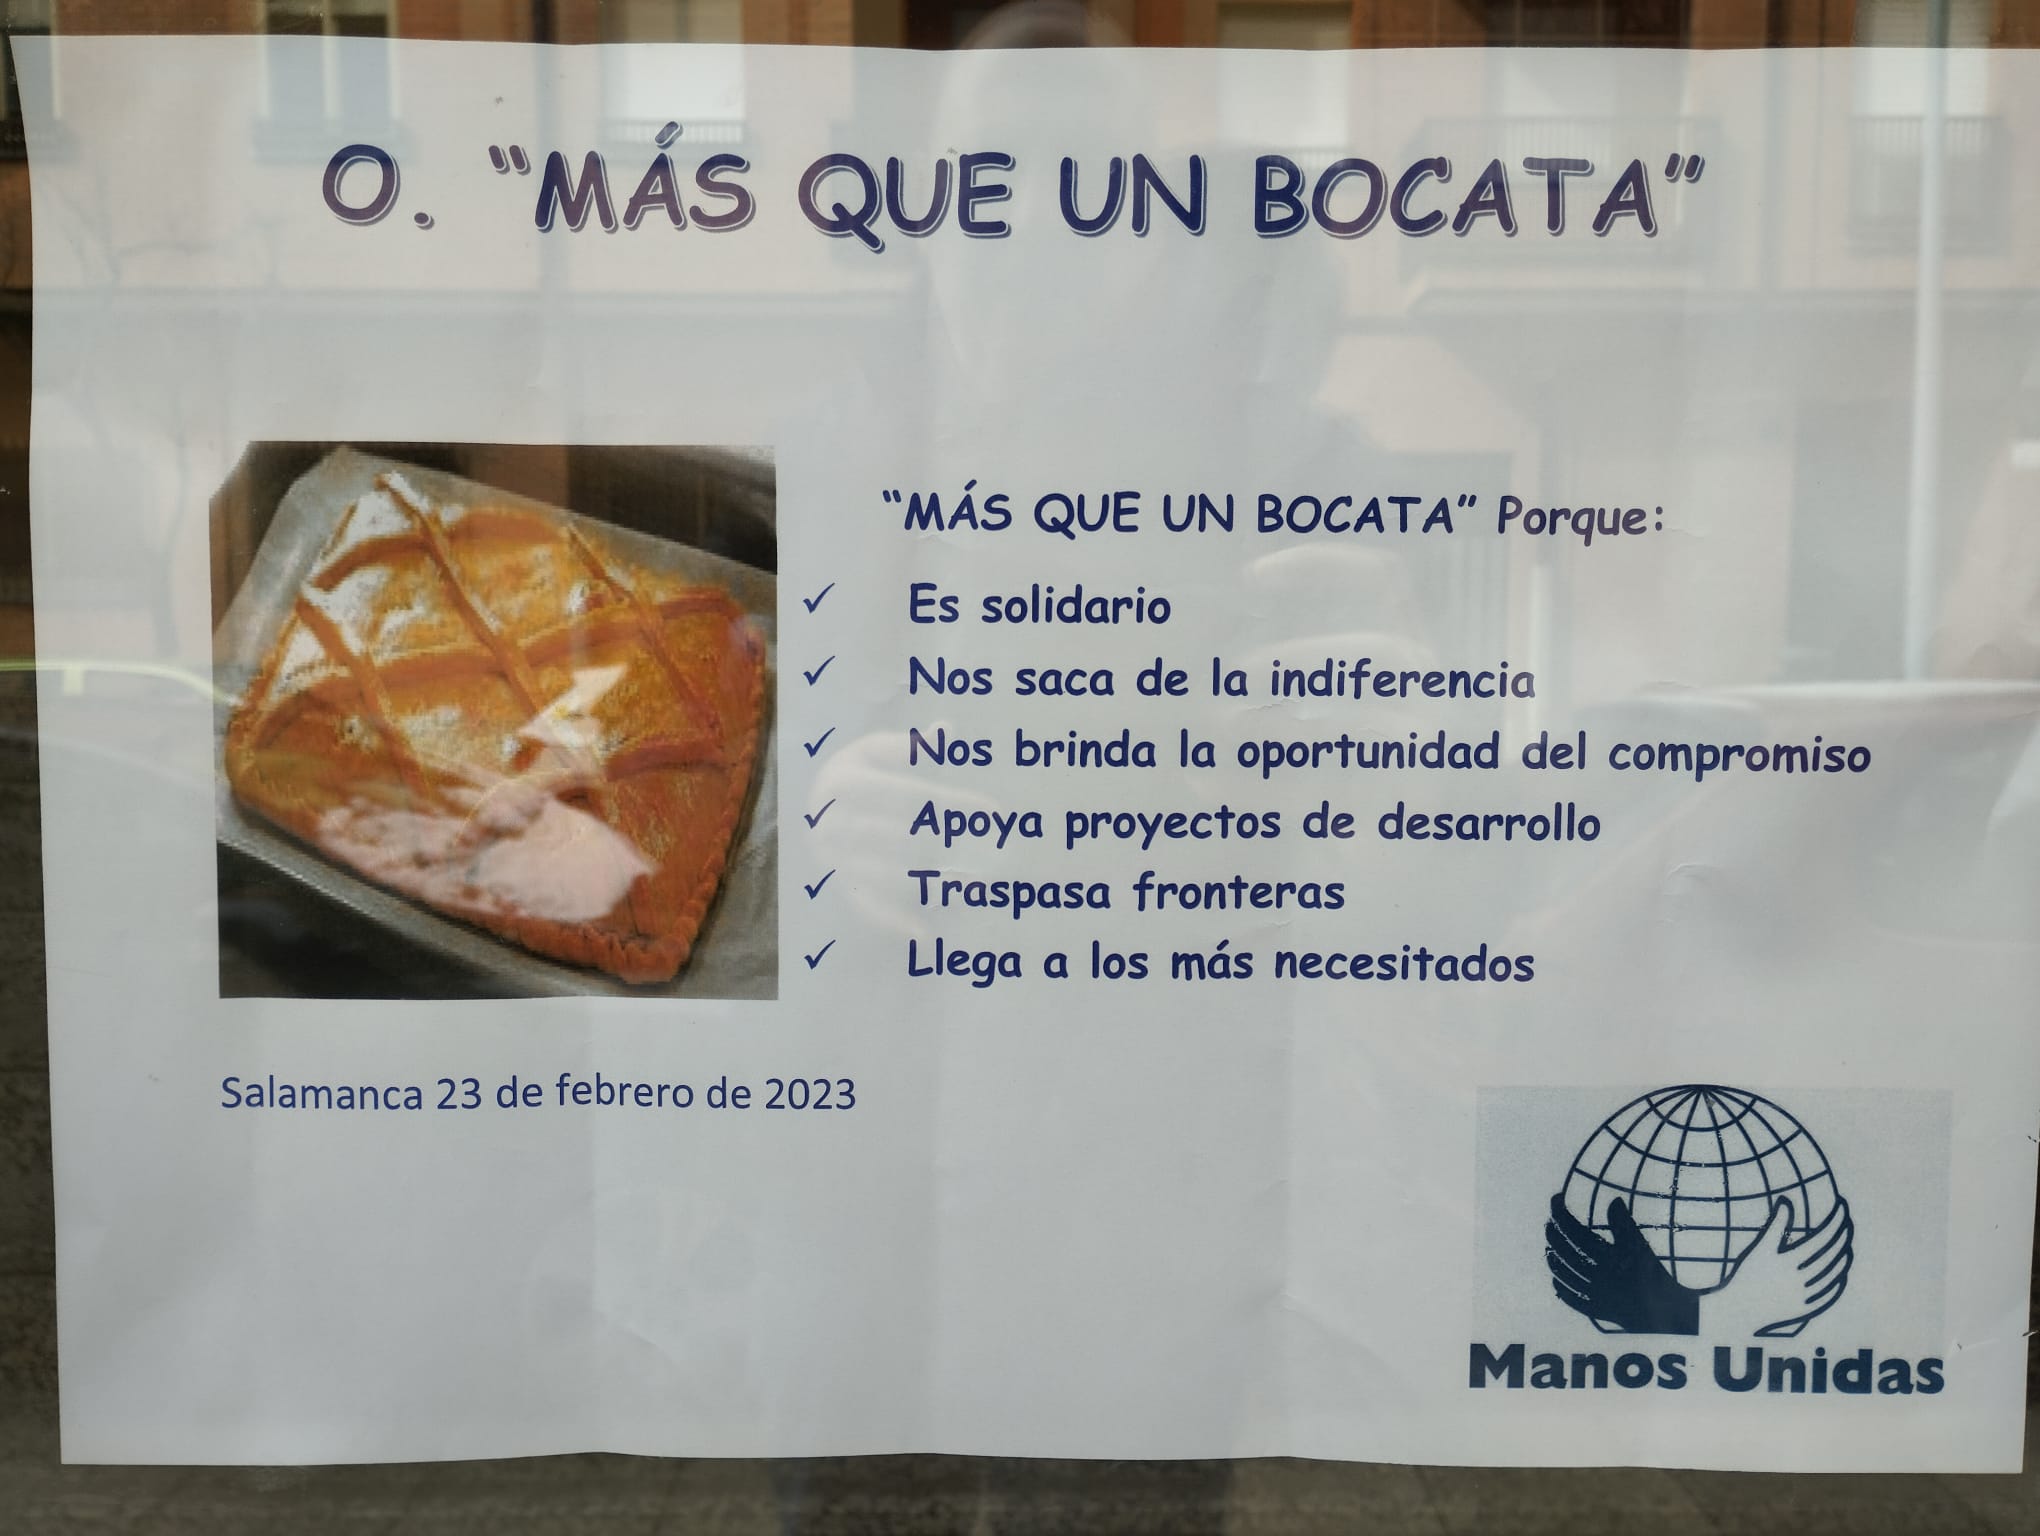 O. "MÁS QUE UN BOCATA"
"MÁS QUE UN BOCATA" Porque:
✓ Es solidario
✓ Nos saca de la indiferencia
✓ Nos brinda la oportunidad del compromiso
✓ Apoya proyectos de desarrollo
✓ Traspasa fronteras
✓ Llega a los más necesitados
Salamanca 23 de febrero de 2023
Manos Unidas